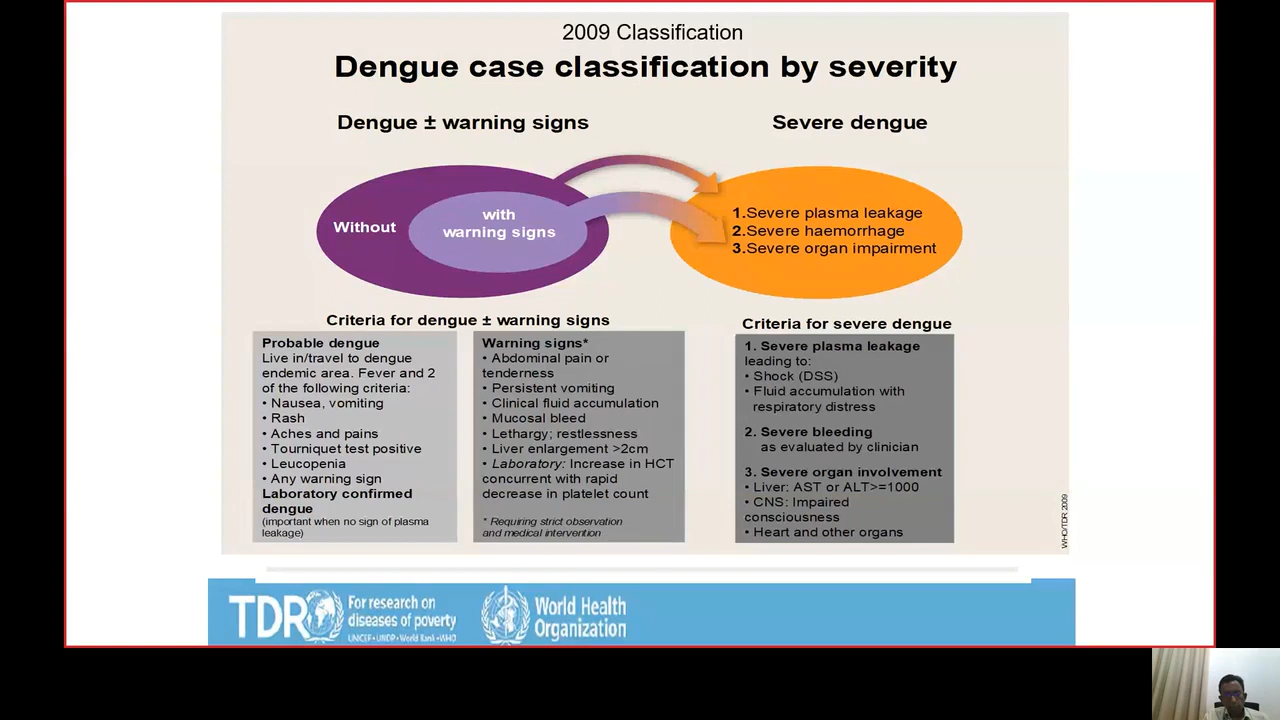 2009 Classification
Dengue case classification by severity
Dengue ± warning signs
Severe dengue
Without
with
warning signs
1.Severe plasma leakage
2.Severe haemorrhage
3.Severe organ impairment
Criteria for dengue ± warning signs
Probable dengue
Live in/travel to dengue
endemic area. Fever and 2
of the following criteria:
• Nausea, vomiting
• Rash
• Aches and pains
• Tourniquet test positive
• Leucopenia
• Any warning sign
Laboratory confirmed
dengue
(important when no sign of plasma
leakage)
Warning signs*
• Abdominal pain or
tenderness
• Persistent vomiting
• Clinical fluid accumulation
• Mucosal bleed
• Lethargy; restlessness
• Liver enlargement >2cm
• Laboratory: Increase in HCT
concurrent with rapid
decrease in platelet count
* Requiring strict observation
and medical intervention
Criteria for severe dengue
1. Severe plasma leakage
leading to:
• Shock (DSS)
• Fluid accumulation with
respiratory distress
2. Severe bleeding
as evaluated by clinician
3. Severe organ involvement
• Liver: AST or ALT>=1000
• CNS: Impaired
consciousness
• Heart and other organs
WHO/TDR 2009
TDR
For research on
diseases of poverty
UNICEF • UNDP • World Bank • WHO
World Health
Organization